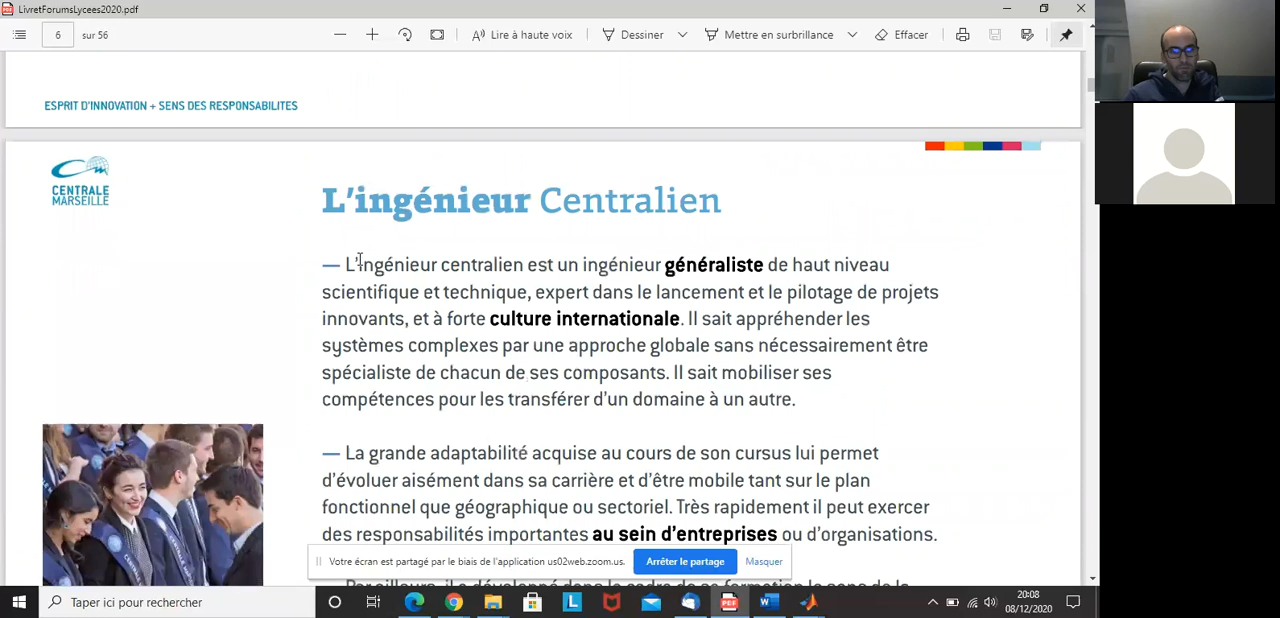 LivretForumsLycees2020.pdf
6 sur 56
Lire à haute voix
Dessiner
Mettre en surbrillance
Effacer
ESPRIT D'INNOVATION + SENS DES RESPONSABILITES
CENTRALE
MARSEILLE
L'ingénieur Centralien
— L'ingénieur centralien est un ingénieur généraliste de haut niveau
scientifique et technique, expert dans le lancement et le pilotage de projets
innovants, et à forte culture internationale. Il sait appréhender les
systèmes complexes par une approche globale sans nécessairement être
spécialiste de chacun de ses composants. Il sait mobiliser ses
compétences pour les transférer d'un domaine à un autre.
— La grande adaptabilité acquise au cours de son cursus lui permet
d'évoluer aisément dans sa carrière et d'être mobile tant sur le plan
fonctionnel que géographique ou sectoriel. Très rapidement il peut exercer
des responsabilités importantes au sein d'entreprises ou d'organisations.
Votre écran est partagé par le biais de l'application us02web.zoom.us.
Arrêter le partage
Masquer
Taper ici pour rechercher
20:08
08/12/2020